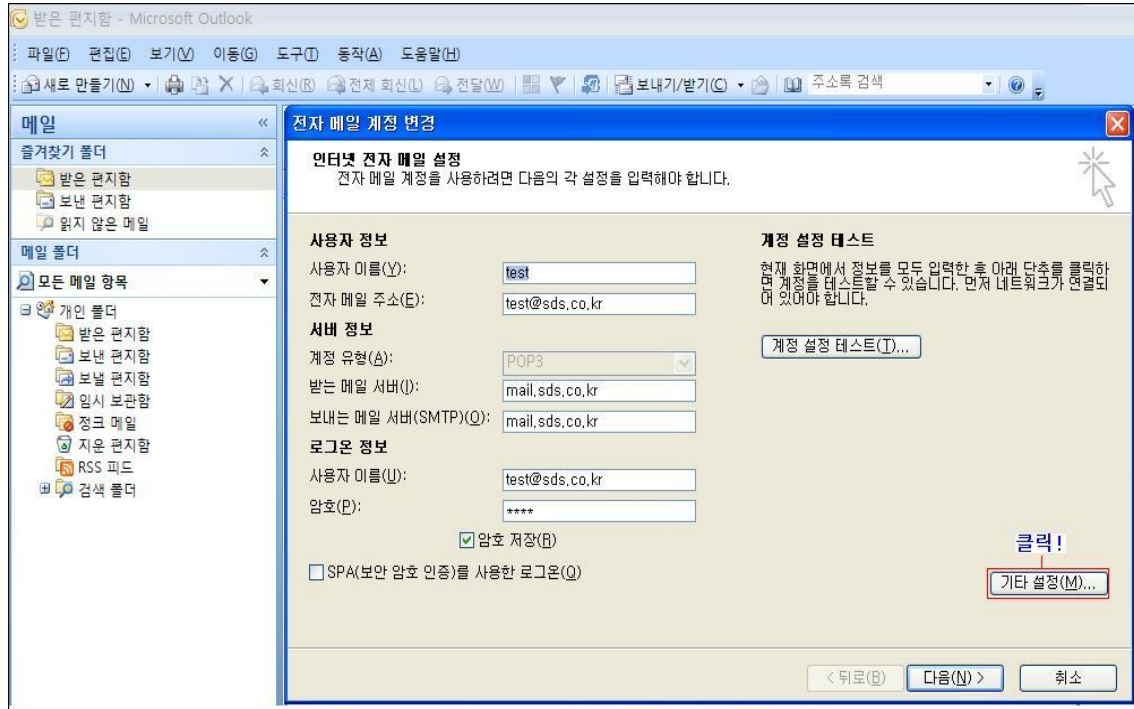 받은 편지함 - Microsoft Outlook
파일(F) 편집(E) 보기(V) 이동(G) 도구(T) 동작(A) 도움말(H)
새로 만들기(N) 회신(R) 전체 회신(L) 전달(W) 보내기/받기(C) 주소록 검색
메일
즐겨찾기 폴더
받은 편지함
보낸 편지함
읽지 않은 메일
메일 폴더
모든 메일 항목
개인 폴더
받은 편지함
보낸 편지함
보낼 편지함
임시 보관함
정크 메일
지운 편지함
RSS 피드
검색 폴더
전자 메일 계정 변경
인터넷 전자 메일 설정
전자 메일 계정을 사용하려면 다음의 각 설정을 입력해야 합니다.
사용자 정보
사용자 이름(Y): test
전자 메일 주소(E): test@sds.co.kr
서버 정보
계정 유형(A): POP3
받는 메일 서버(I): mail.sds.co.kr
보내는 메일 서버(SMTP)(O): mail.sds.co.kr
로그온 정보
사용자 이름(U): test@sds.co.kr
암호(P): ****
암호 저장(R)
SPA(보안 암호 인증)를 사용한 로그온(Q)
계정 설정 테스트
현재 화면에서 정보를 모두 입력한 후 아래 단추를 클릭하
면 계정을 테스트할 수 있습니다. 먼저 네트워크가 연결되
어 있어야 합니다.
계정 설정 테스트(T)...
클릭!
기타 설정(M)...
< 뒤로(B) 다음(N) > 취소